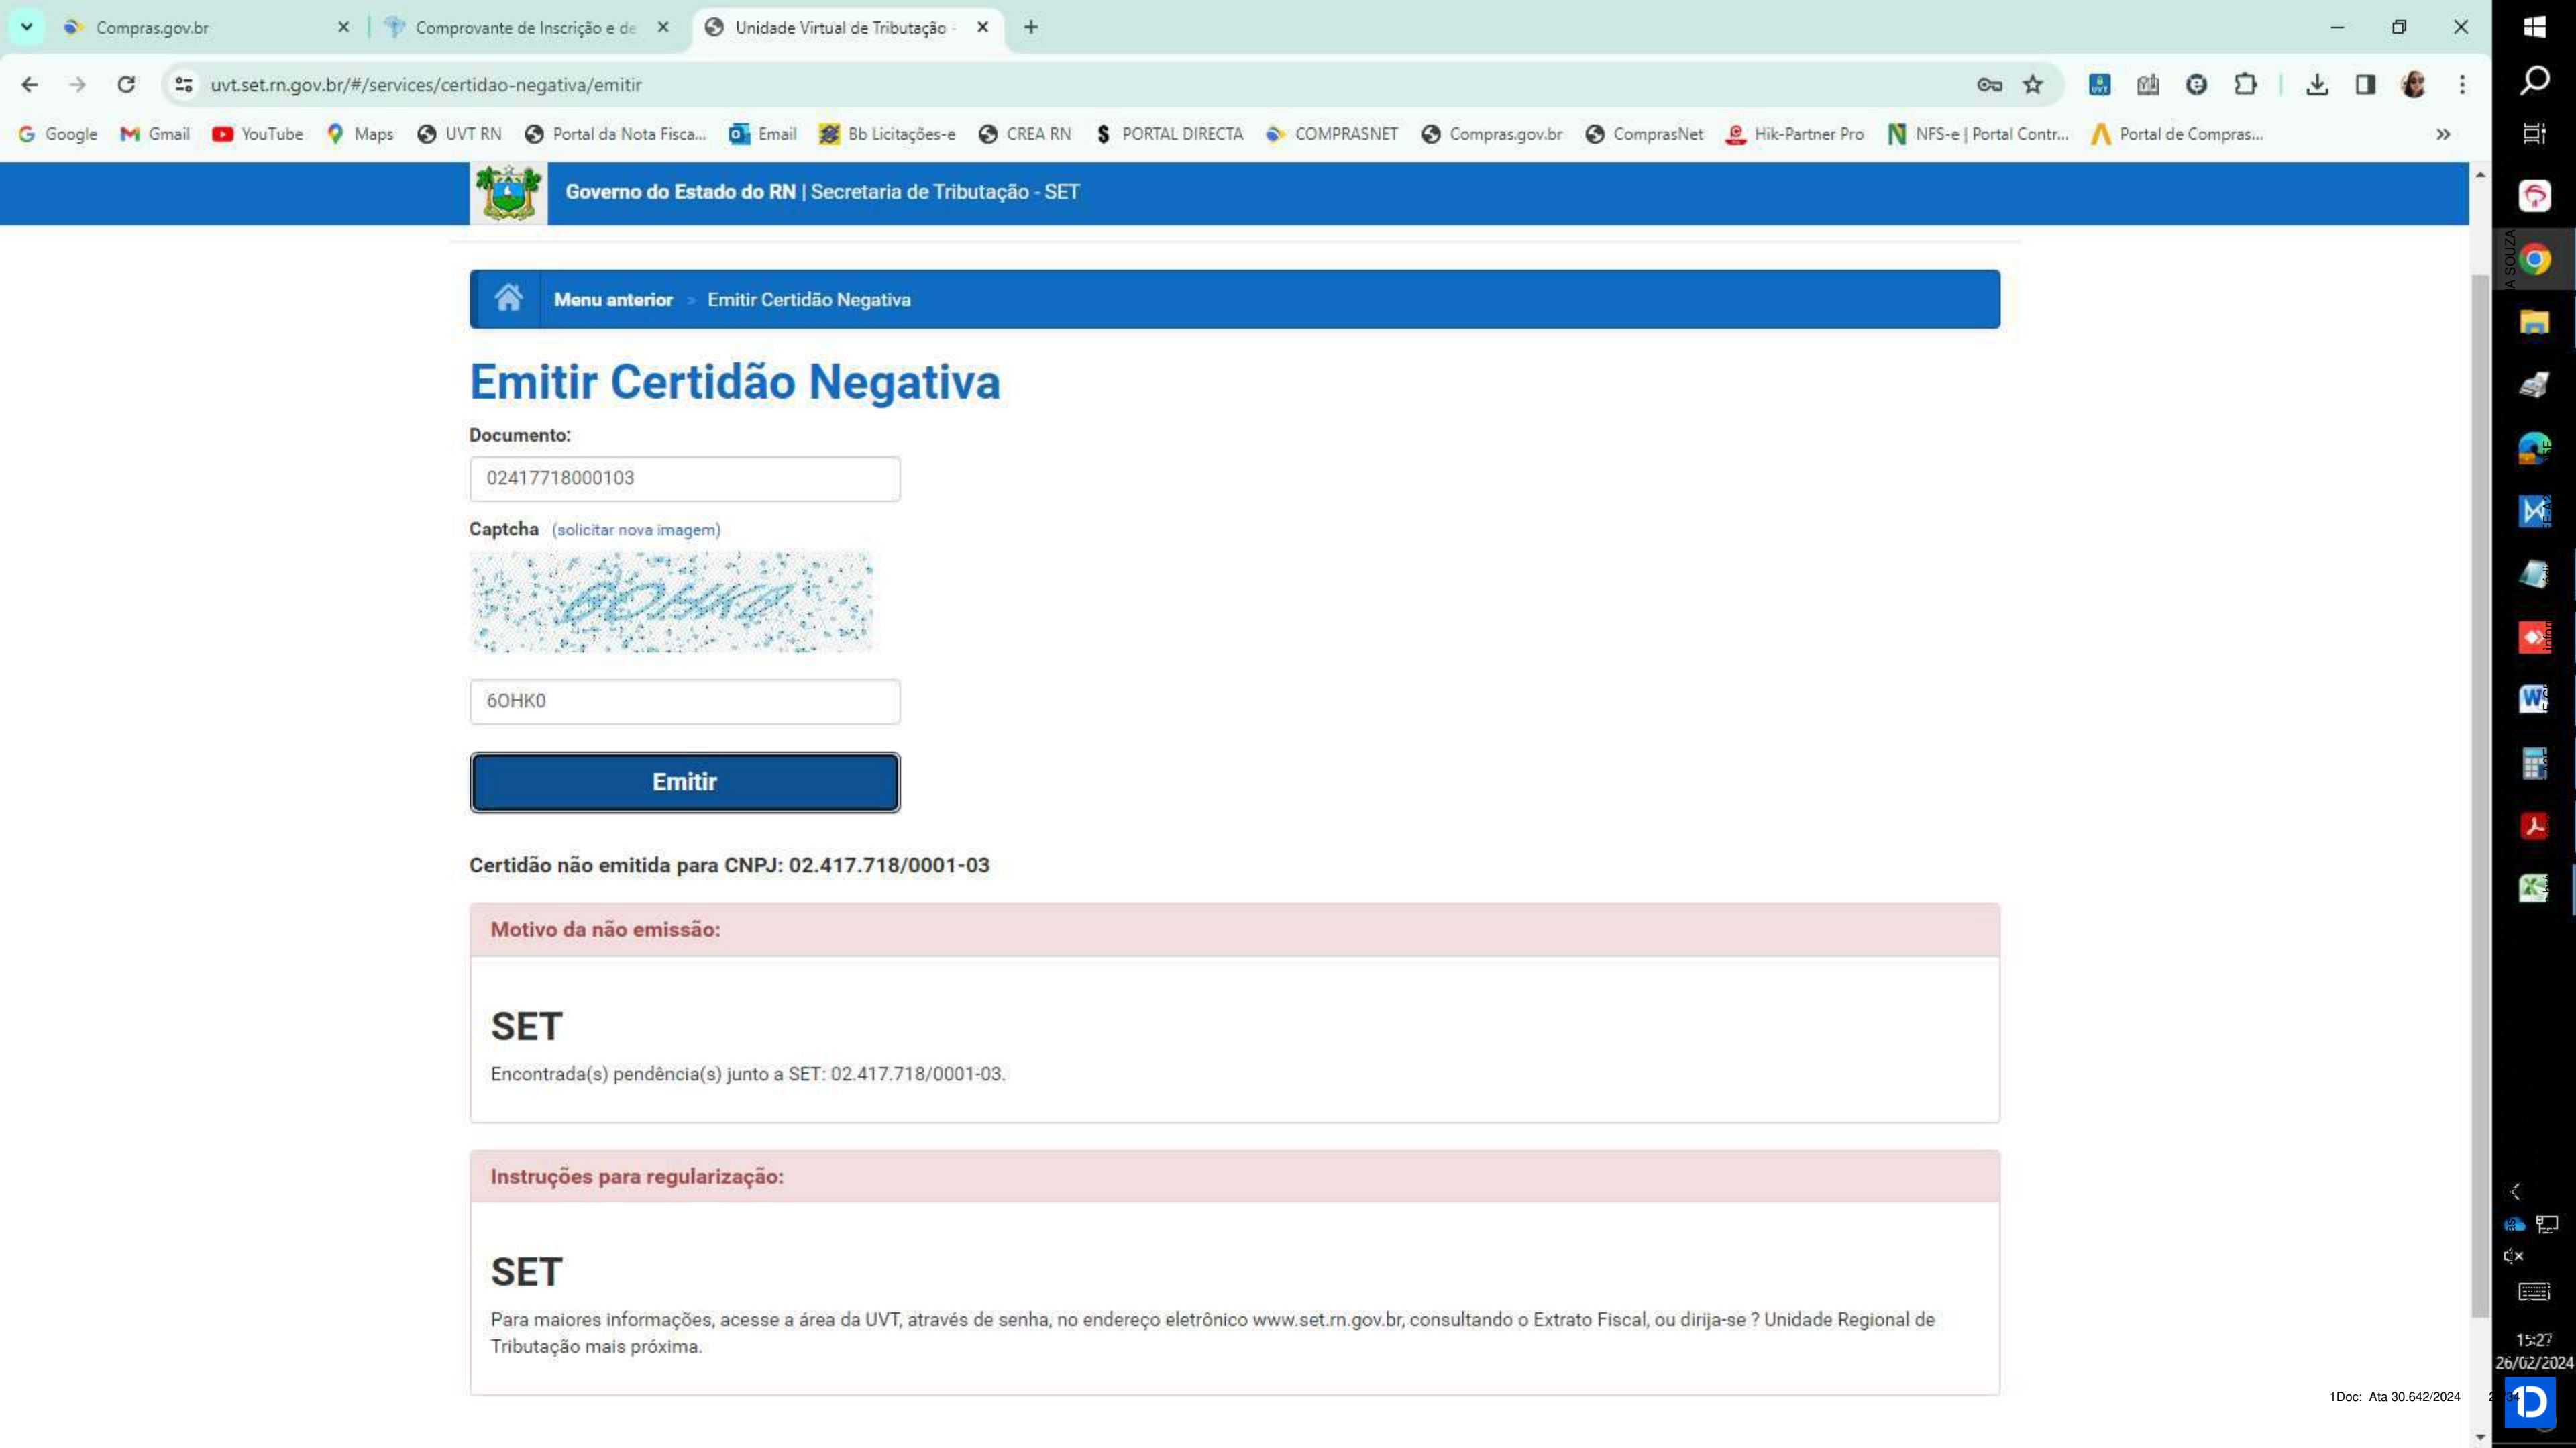 Compras.gov.br
Comprovante de Inscrição e de
Unidade Virtual de Tributação -
uvt.set.rn.gov.br/#/services/certidao-negativa/emitir
Google Gmail YouTube Maps UVT RN Portal da Nota Fisca... Email Bb Licitações-e CREA RN PORTAL DIRECTA COMPRASNET Compras.gov.br ComprasNet Hik-Partner Pro NFS-e | Portal Contr... Portal de Compras...
Governo do Estado do RN | Secretaria de Tributação - SET
Menu anterior > Emitir Certidão Negativa
Emitir Certidão Negativa
Documento:
02417718000103
Captcha (solicitar nova imagem)
6OHK0
6OHK0
Emitir
Certidão não emitida para CNPJ: 02.417.718/0001-03
Motivo da não emissão:
SET
Encontrada(s) pendência(s) junto a SET: 02.417.718/0001-03.
Instruções para regularização:
SET
Para maiores informações, acesse a área da UVT, através de senha, no endereço eletrônico www.set.rn.gov.br, consultando o Extrato Fiscal, ou dirija-se ? Unidade Regional de
Tributação mais próxima.
A SOUZA
15:27
26/02/2024
1Doc: Ata 30.642/2024